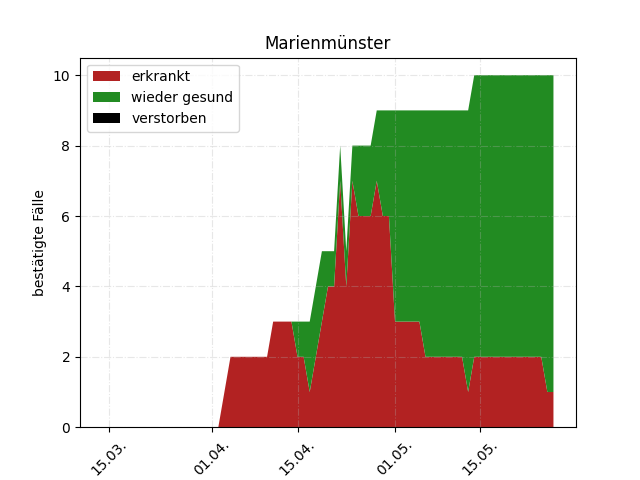 Marienmünster
erkrankt
wieder gesund
verstorben
bestätigte Fälle
10
8
6
4
2
0
15.03.
01.04.
15.04.
01.05.
15.05.